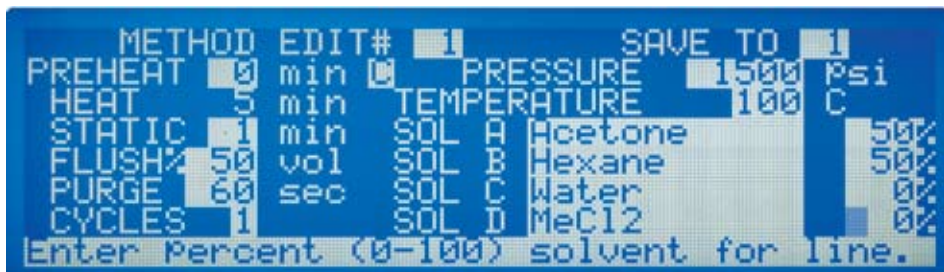 METHOD EDIT# 1 SAVE TO 1
PREHEAT 0 min C PRESSURE 1500 psi
HEAT 5 min TEMPERATURE 100 C
STATIC 1 min SOL A Acetone 50%
FLUSH% 50 vol SOL B Hexane 50%
PURGE 60 sec SOL C Water 0%
CYCLES 1 SOL D MeCl2 0%
Enter Percent (0-100) solvent for line.